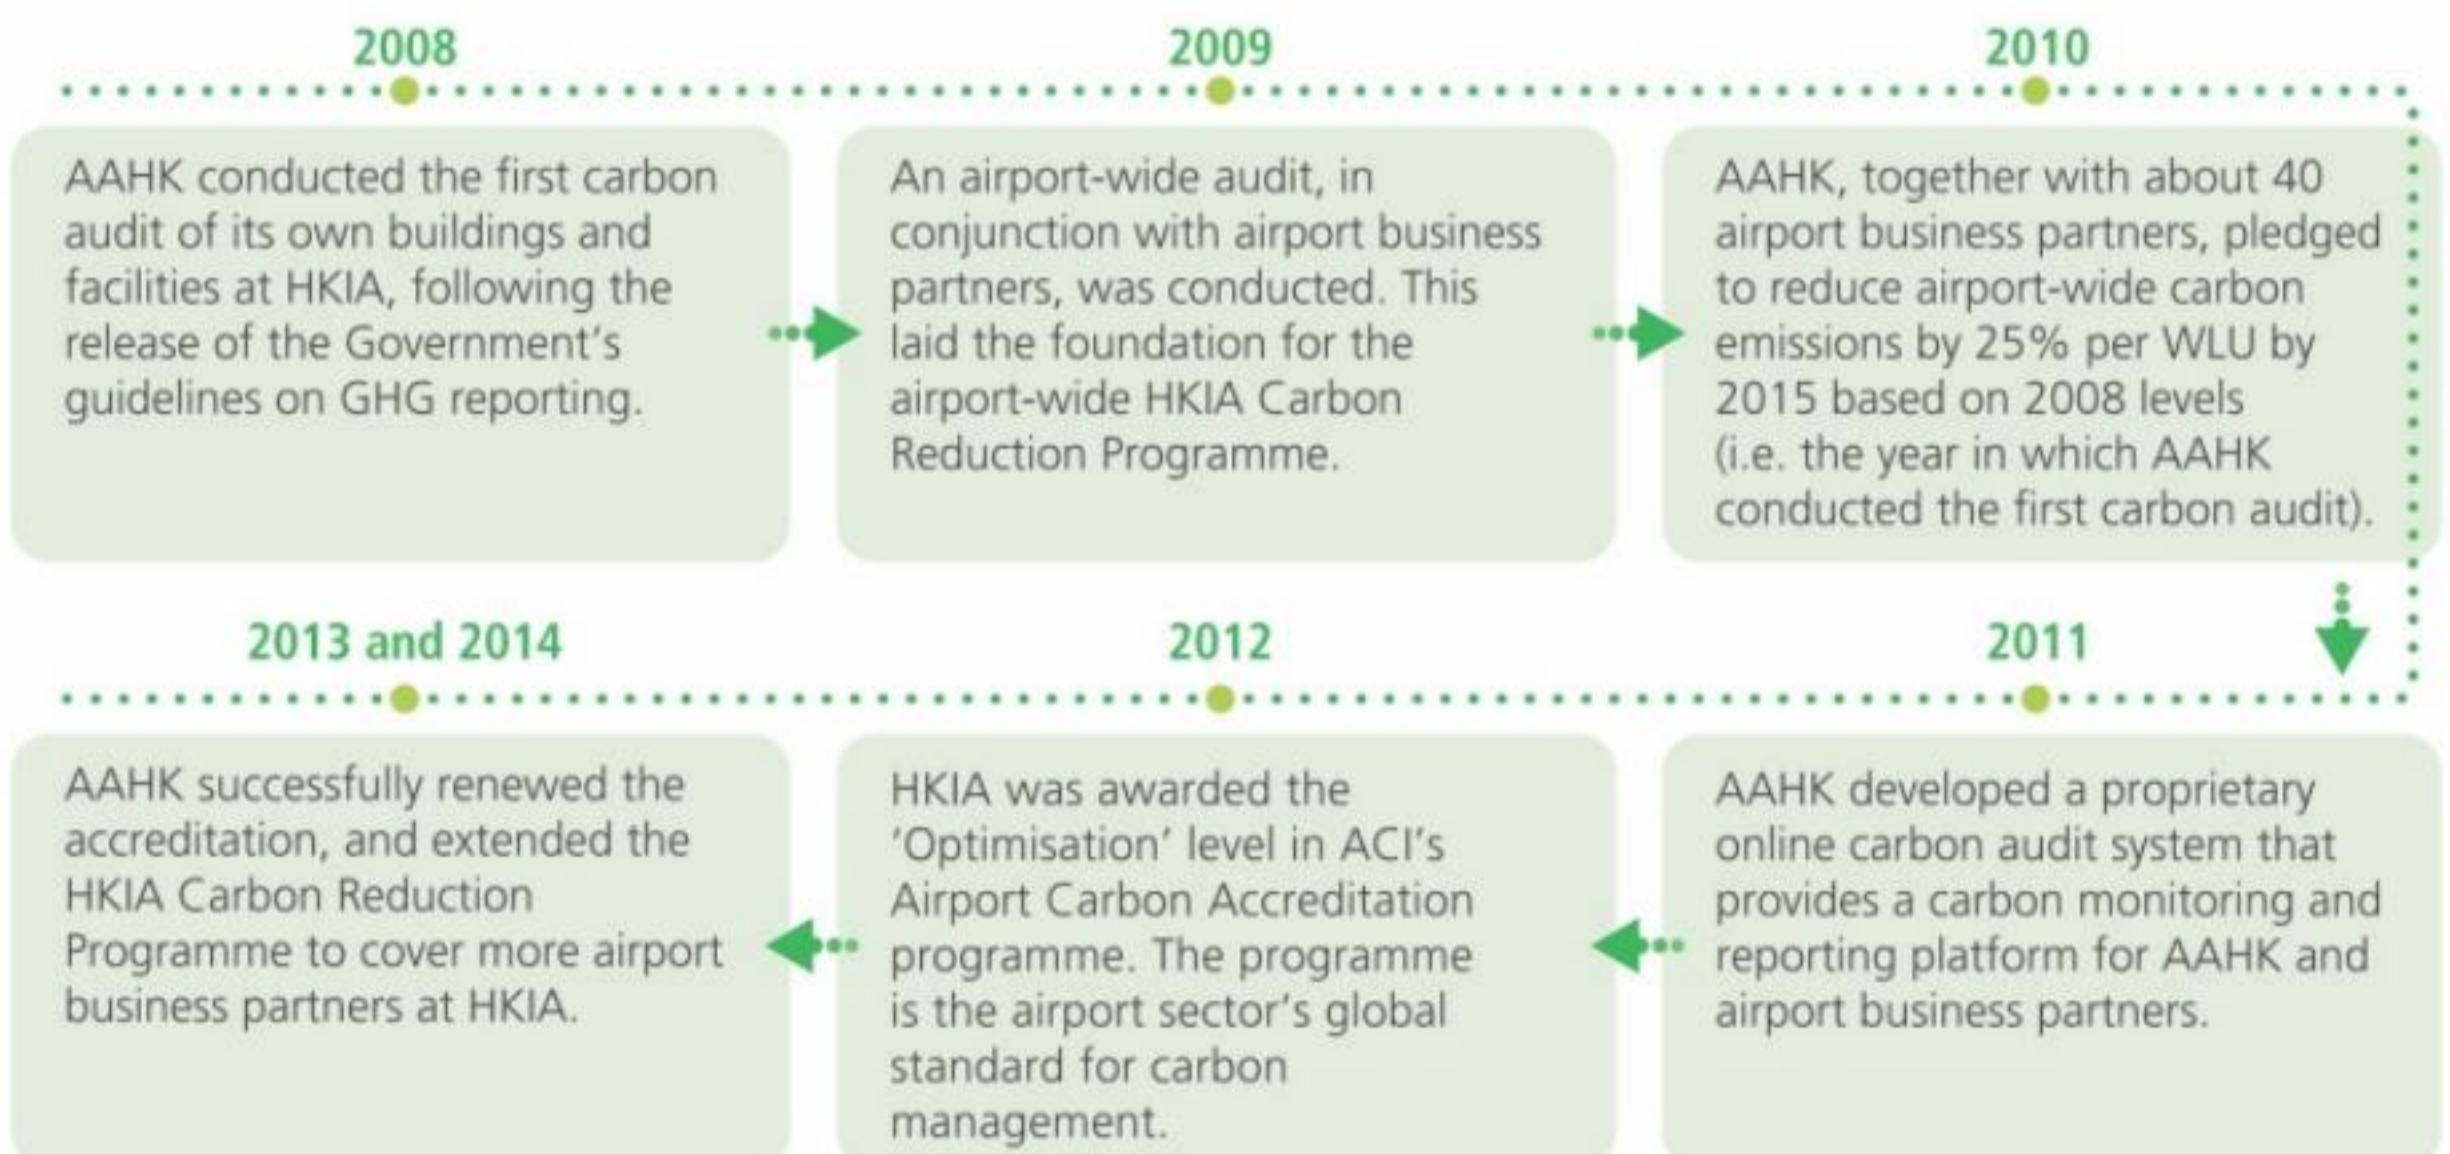 2008
AAHK conducted the first carbon
audit of its own buildings and
facilities at HKIA, following the
release of the Government's
guidelines on GHG reporting.
2009
An airport-wide audit, in
conjunction with airport business
partners, was conducted. This
laid the foundation for the
airport-wide HKIA Carbon
Reduction Programme.
2010
AAHK, together with about 40
airport business partners, pledged
to reduce airport-wide carbon
emissions by 25% per WLU by
2015 based on 2008 levels
(i.e. the year in which AAHK
conducted the first carbon audit).
2011
AAHK developed a proprietary
online carbon audit system that
provides a carbon monitoring and
reporting platform for AAHK and
airport business partners.
2012
HKIA was awarded the
'Optimisation' level in ACI's
Airport Carbon Accreditation
programme. The programme
is the airport sector's global
standard for carbon
management.
2013 and 2014
AAHK successfully renewed the
accreditation, and extended the
HKIA Carbon Reduction
Programme to cover more airport
business partners at HKIA.